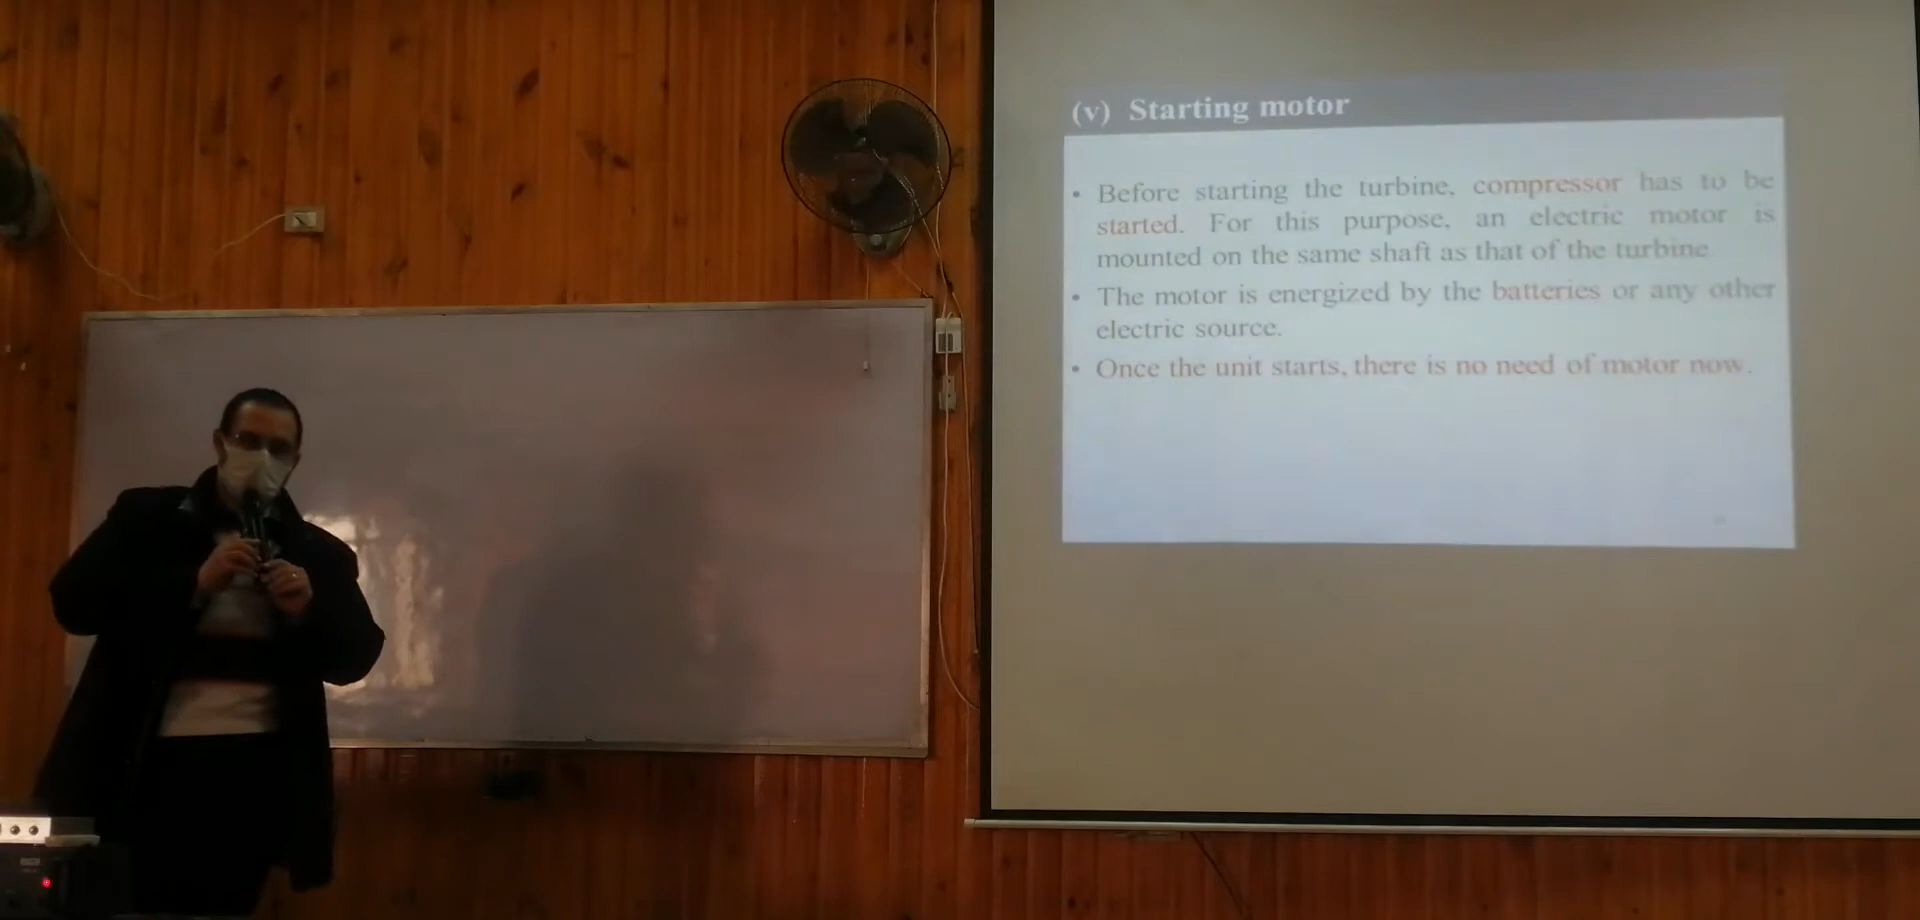 (v) Starting motor
• Before starting the turbine, compressor has to be
started. For this purpose, an electric motor is
mounted on the same shaft as that of the turbine
• The motor is energized by the batteries or any other
electric source.
• Once the unit starts, there is no need of motor now.